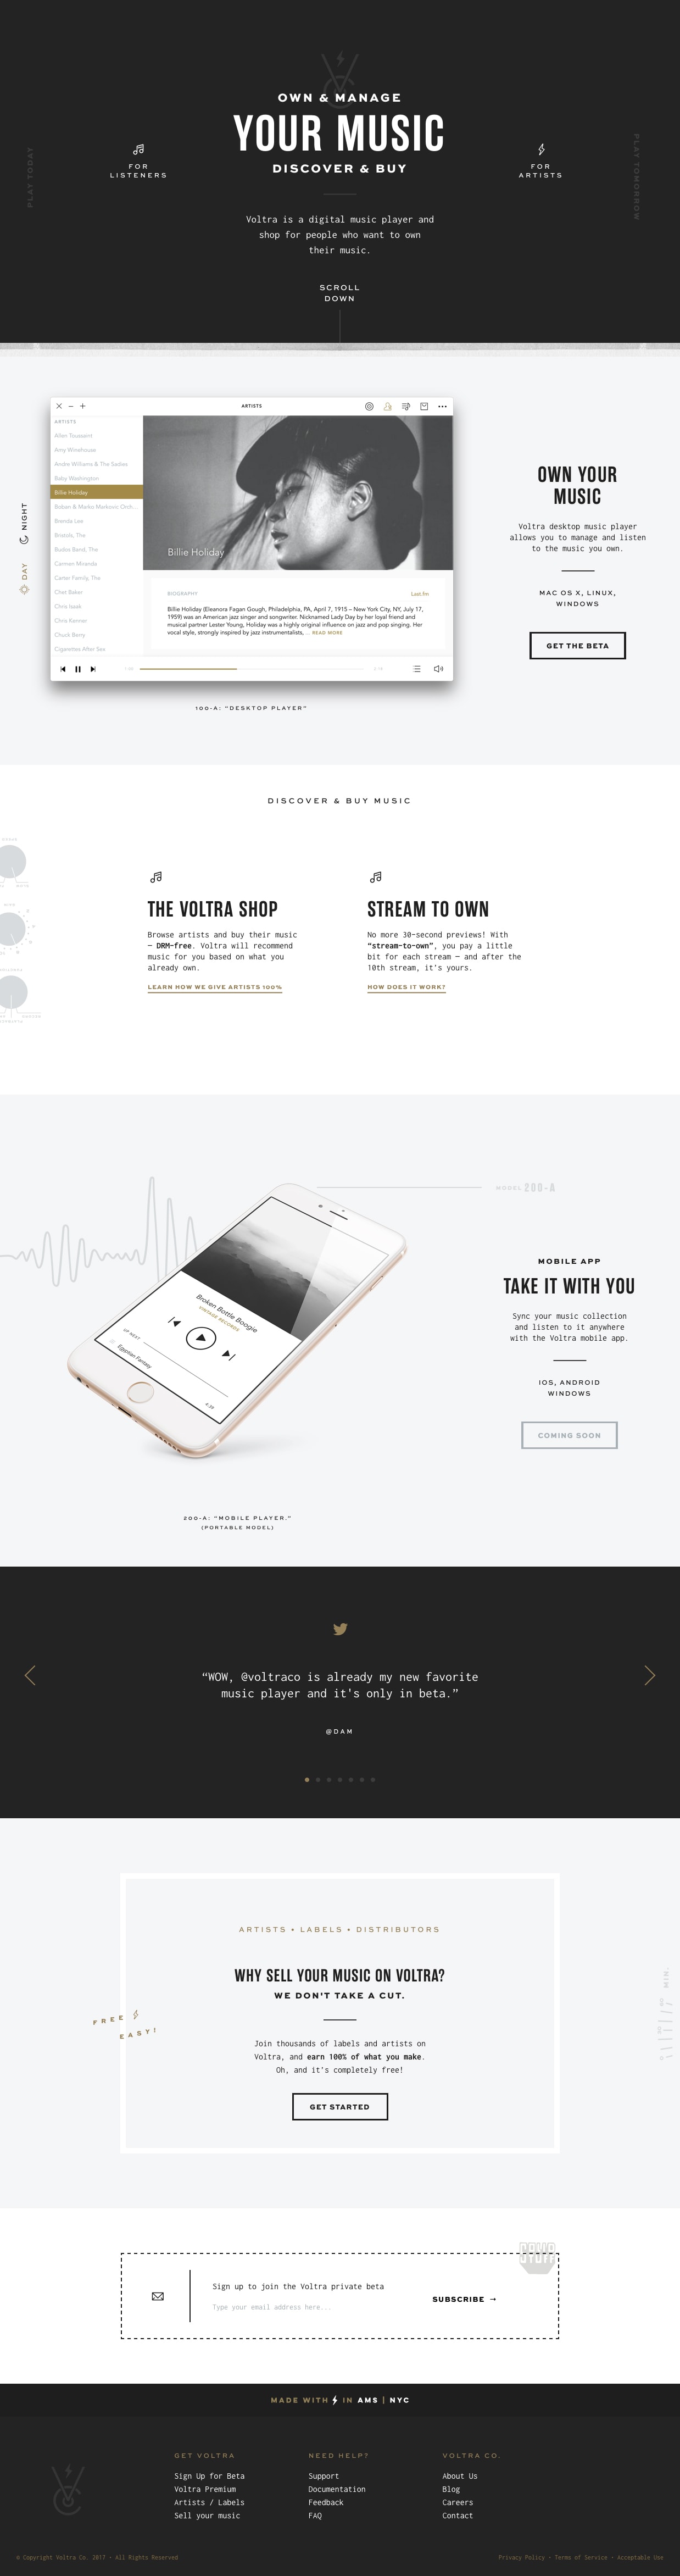 OWN & MANAGE
YOUR MUSIC
DISCOVER & BUY
PLAY TODAY
FOR
LISTENERS
FOR
ARTISTS
PLAY TOMORROW
Voltra is a digital music player and
shop for people who want to own
their music.
SCROLL
DOWN
ARTISTS
ARTISTS
Allen Toussaint
Amy Winehouse
Andre Williams & The Sadies
Baby Washington
Billie Holiday
Boban & Marko Markovic Orch...
Brenda Lee
Bristols, The
Budos Band, The
Carmen Miranda
Carter Family, The
Chet Baker
Chris Isaak
Chris Kenner
Chuck Berry
Cigarettes After Sex
Billie Holiday
BIOGRAPHY
Last.fm
Billie Holiday (Eleanora Fagan Gough, Philadelphia, PA, April 7, 1915 – New York City, NY, July 17,
1959) was an American jazz singer and songwriter. Nicknamed Lady Day by her loyal friend and
musical partner Lester Young, Holiday was a highly original influence on jazz and pop singing. Her
vocal style, strongly inspired by jazz instrumentalists, ... READ MORE
DAY
NIGHT
100-A: "DESKTOP PLAYER"
OWN YOUR
MUSIC
Voltra desktop music player
allows you to manage and listen
to the music you own.
MAC OS X, LINUX,
WINDOWS
GET THE BETA
DISCOVER & BUY MUSIC
THE VOLTRA SHOP
Browse artists and buy their music
— DRM-free. Voltra will recommend
music for you based on what you
already own.
LEARN HOW WE GIVE ARTISTS 100%
STREAM TO OWN
No more 30-second previews! With
“stream-to-own”, you pay a little
bit for each stream — and after the
10th stream, it's yours.
HOW DOES IT WORK?
MODEL 200-A
Broken Bottle Boogie
VINTAGE RECORDS
UP NEXT
Egyptian Fantasy
MOBILE APP
TAKE IT WITH YOU
Sync your music collection
and listen to it anywhere
with the Voltra mobile app.
IOS, ANDROID
WINDOWS
COMING SOON
200-A: "MOBILE PLAYER."
(PORTABLE MODEL)
“WOW, @voltraco is already my new favorite
music player and it's only in beta.”
@DAM
ARTISTS + LABELS + DISTRIBUTORS
WHY SELL YOUR MUSIC ON VOLTRA?
WE DON'T TAKE A CUT.
FREE
EASY!
Join thousands of labels and artists on
Voltra, and earn 100% of what you make.
Oh, and it's completely free!
GET STARTED
MIN.
Sign up to join the Voltra private beta
Type your email address here...
SUBSCRIBE →
MADE WITH IN AMS | NYC
GET VOLTRA
Sign Up for Beta
Voltra Premium
Artists / Labels
Sell your music
NEED HELP?
Support
Documentation
Feedback
FAQ
VOLTRA CO.
About Us
Blog
Careers
Contact
© Copyright Voltra Co. 2017 - All Rights Reserved
Privacy Policy - Terms of Service - Acceptable Use